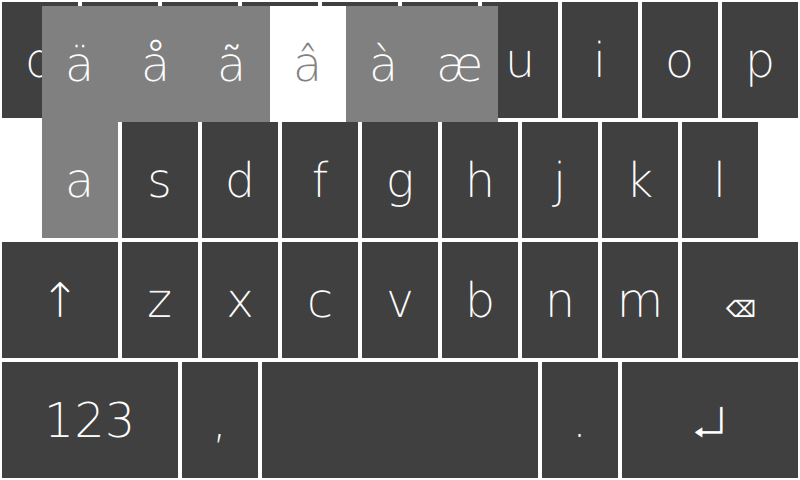 ä å ã â à æ u i o p
a s d f g h j k l
↑ z x c v b n m ⌫
123 , . ↵